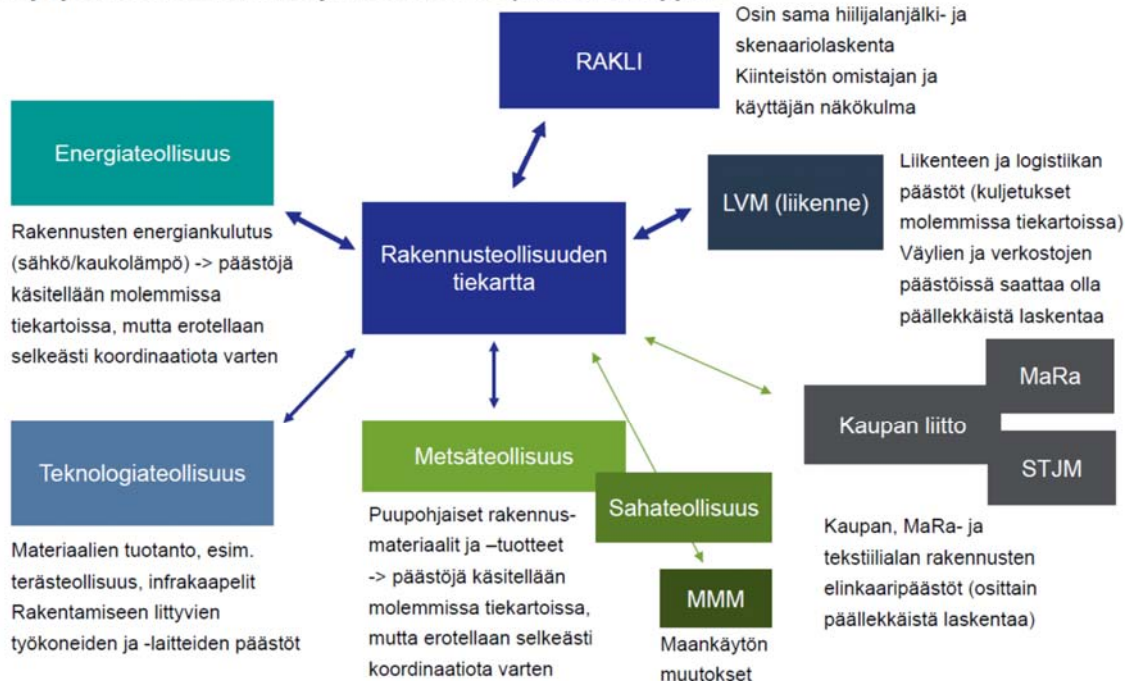 RAKLI
Osin sama hiilijalanjälki- ja
skenaariolaskenta
Kiinteistön omistajan ja
käyttäjän näkökulma
Energiateollisuus
Rakennusten energiankulutus
(sähkö/kaukolämpö) -> päästöjä
käsitellään molemmissa
tiekartoissa, mutta erotellaan
selkeästi koordinaatiota varten
Rakennusteollisuuden
tiekartta
LVM (liikenne)
Liikenteen ja logistiikan
päästöt (kuljetukset
molemmissa tiekartoissa)
Väylien ja verkostojen
päästöissä saattaa olla
päällekkäistä laskentaa
Teknologiateollisuus
Materiaalien tuotanto, esim.
terästeollisuus, infrakaapelit
Rakentamiseen littyvien
työkoneiden ja -laitteiden päästöt
Metsäteollisuus
Puupohjaiset rakennus-
materiaalit ja –tuotteet
-> päästöjä käsitellään
molemmissa tiekartoissa,
mutta erotellaan selkeästi
koordinaatiota varten
Sahateollisuus
MMM
Maankäytön
muutokset
Kaupan liitto
MaRa
STJM
Kaupan, MaRa- ja
tekstiilialan rakennusten
elinkaaripäästöt (osittain
päällekkäistä laskentaa)